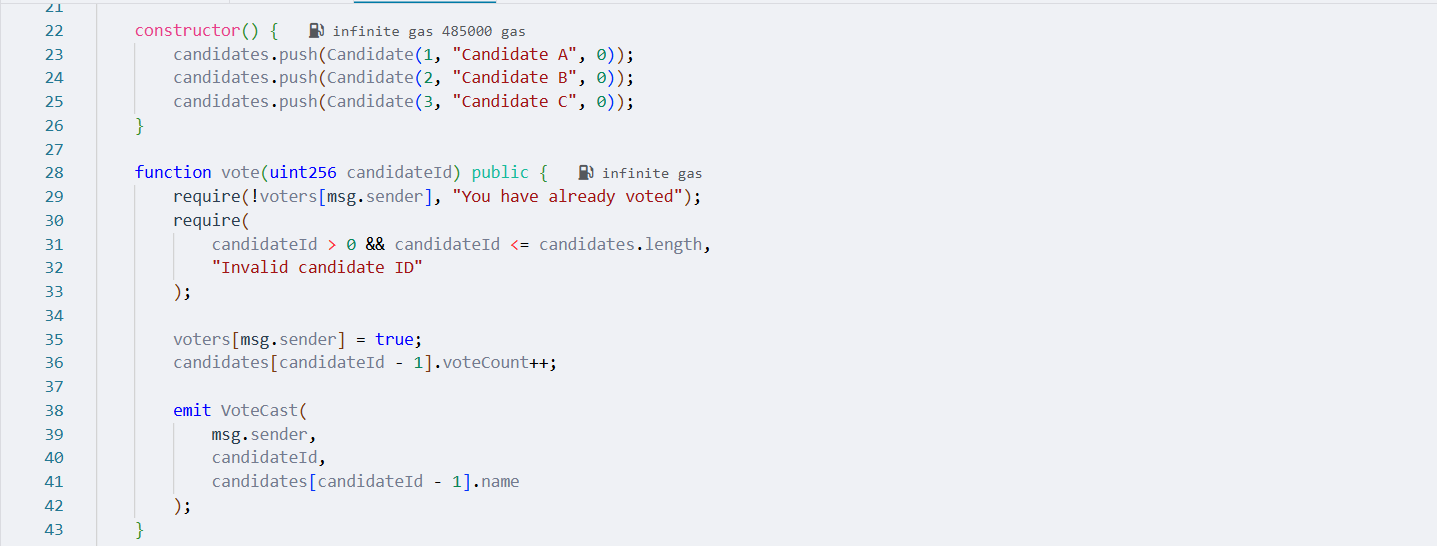 21
22 constructor() { infinite gas 485000 gas
23 candidates.push(Candidate(1, "Candidate A", 0));
24 candidates.push(Candidate(2, "Candidate B", 0));
25 candidates.push(Candidate(3, "Candidate C", 0));
26 }
27
28 function vote(uint256 candidateId) public { infinite gas
29 require(!voters[msg.sender], "You have already voted");
30 require(
31 candidateId > 0 && candidateId <= candidates.length,
32 "Invalid candidate ID"
33 );
34
35 voters[msg.sender] = true;
36 candidates[candidateId - 1].voteCount++;
37
38 emit VoteCast(
39 msg.sender,
40 candidateId,
41 candidates[candidateId - 1].name
42 );
43 }